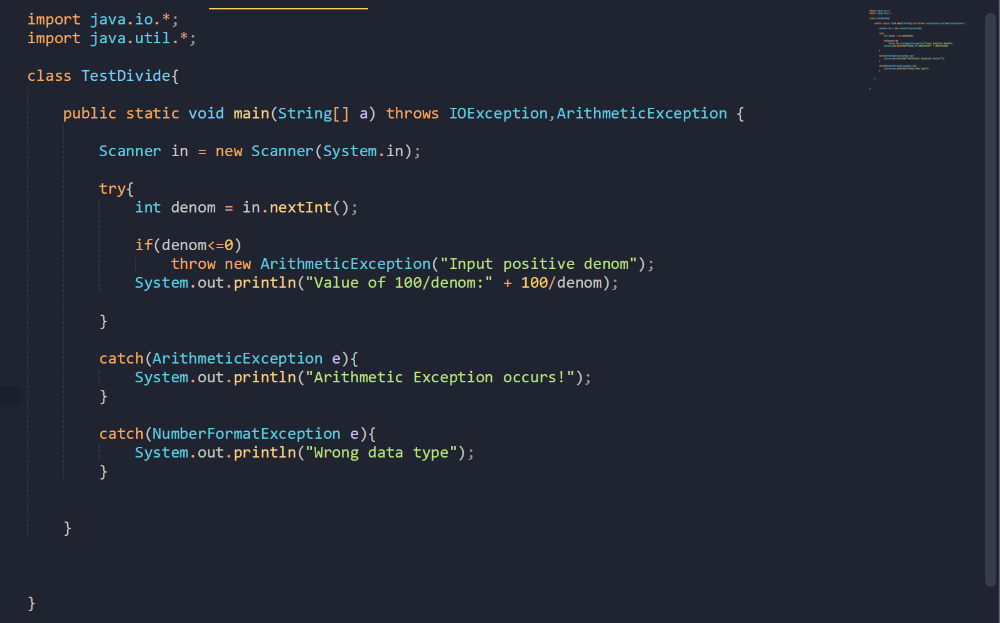 import java.io.*;
import java.util.*;
class TestDivide{
public static void main(String[] a) throws IOException,ArithmeticException {
Scanner in = new Scanner(System.in);
try{
int denom = in.nextInt();
if(denom<=0)
throw new ArithmeticException("Input positive denom");
System.out.println("Value of 100/denom:" + 100/denom);
}
catch(ArithmeticException e){
System.out.println("Arithmetic Exception occurs!");
}
catch(NumberFormatException e){
System.out.println("Wrong data type");
}
}
}